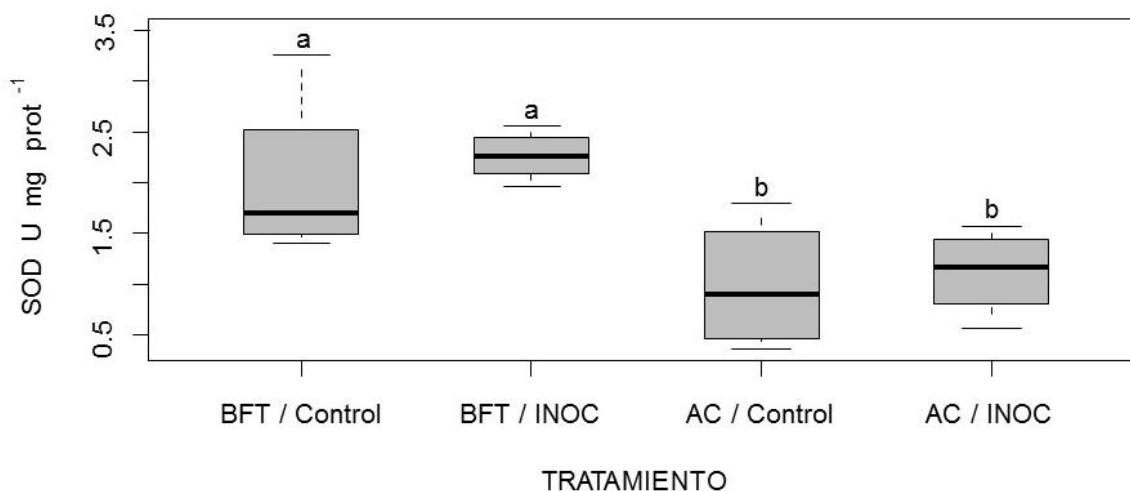 SOD U mg prot -1
3.5
2.5
1.5
0.5
a
a
b
b
BFT / Control
BFT / INOC
AC / Control
AC / INOC
TRATAMIENTO